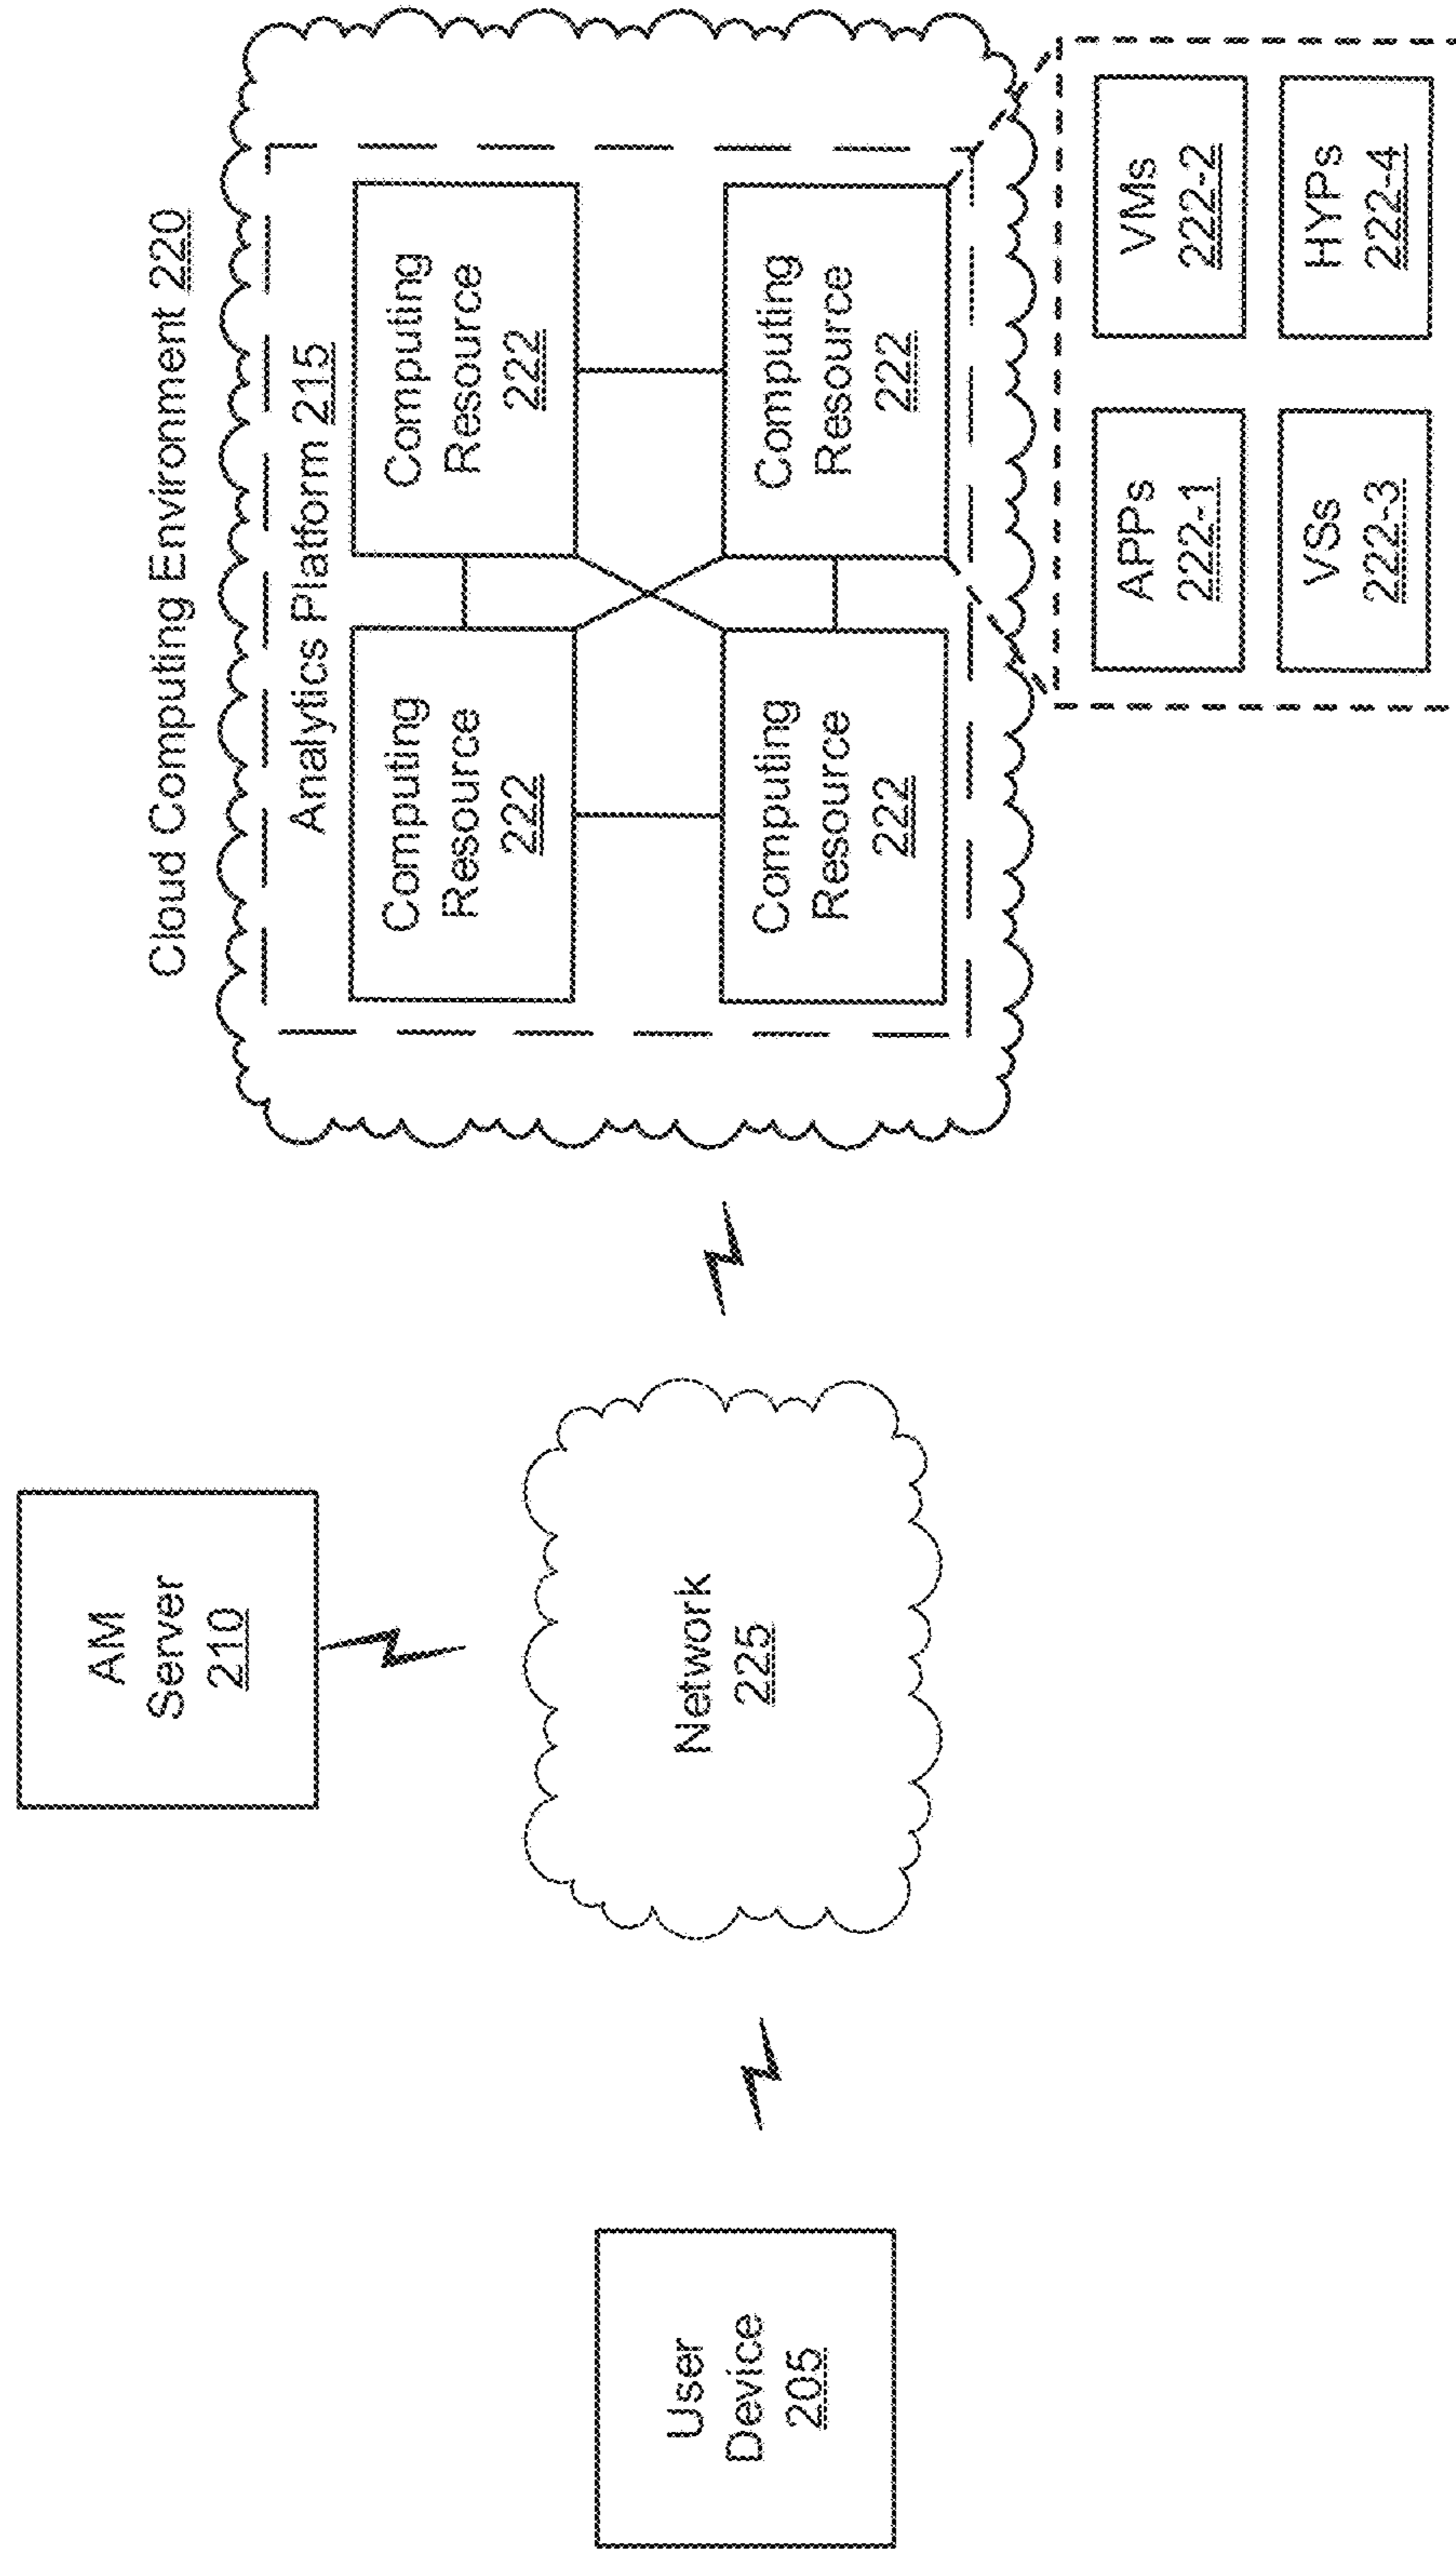 Cloud Computing Environment 220
Analytics Platform 215
Computing
Resource
222
Computing
Resource
222
Computing
Resource
222
Computing
Resource
222
APPs
222-1
VMs
222-2
VSs
222-3
HYPs
222-4
AM
Server
210
Network
225
User
Device
205